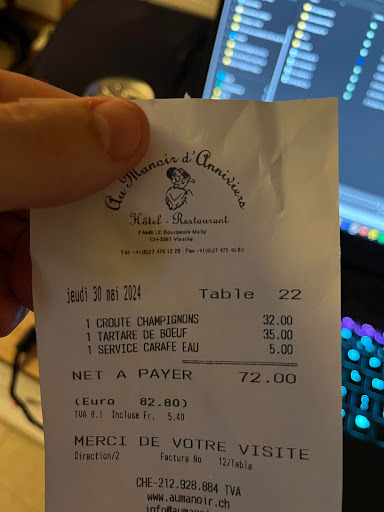 Au Manoir d'Anniviers
Hôtel - Restaurant
CH-3961 Vissoie
jeudi 30 mai 2024 Table 22
1 CROUTE CHAMPIGNONS 32.00
1 TARTARE DE BOEUF 35.00
1 SERVICE CARAFE EAU 5.00
NET A PAYER 72.00
(Euro 82.80)
TVA 8.1 Incluse Fr. 5.40
MERCI DE VOTRE VISITE
Direction/2 Facture No 12/Table
CHE-212.928.884 TVA
www.aumanoir.ch